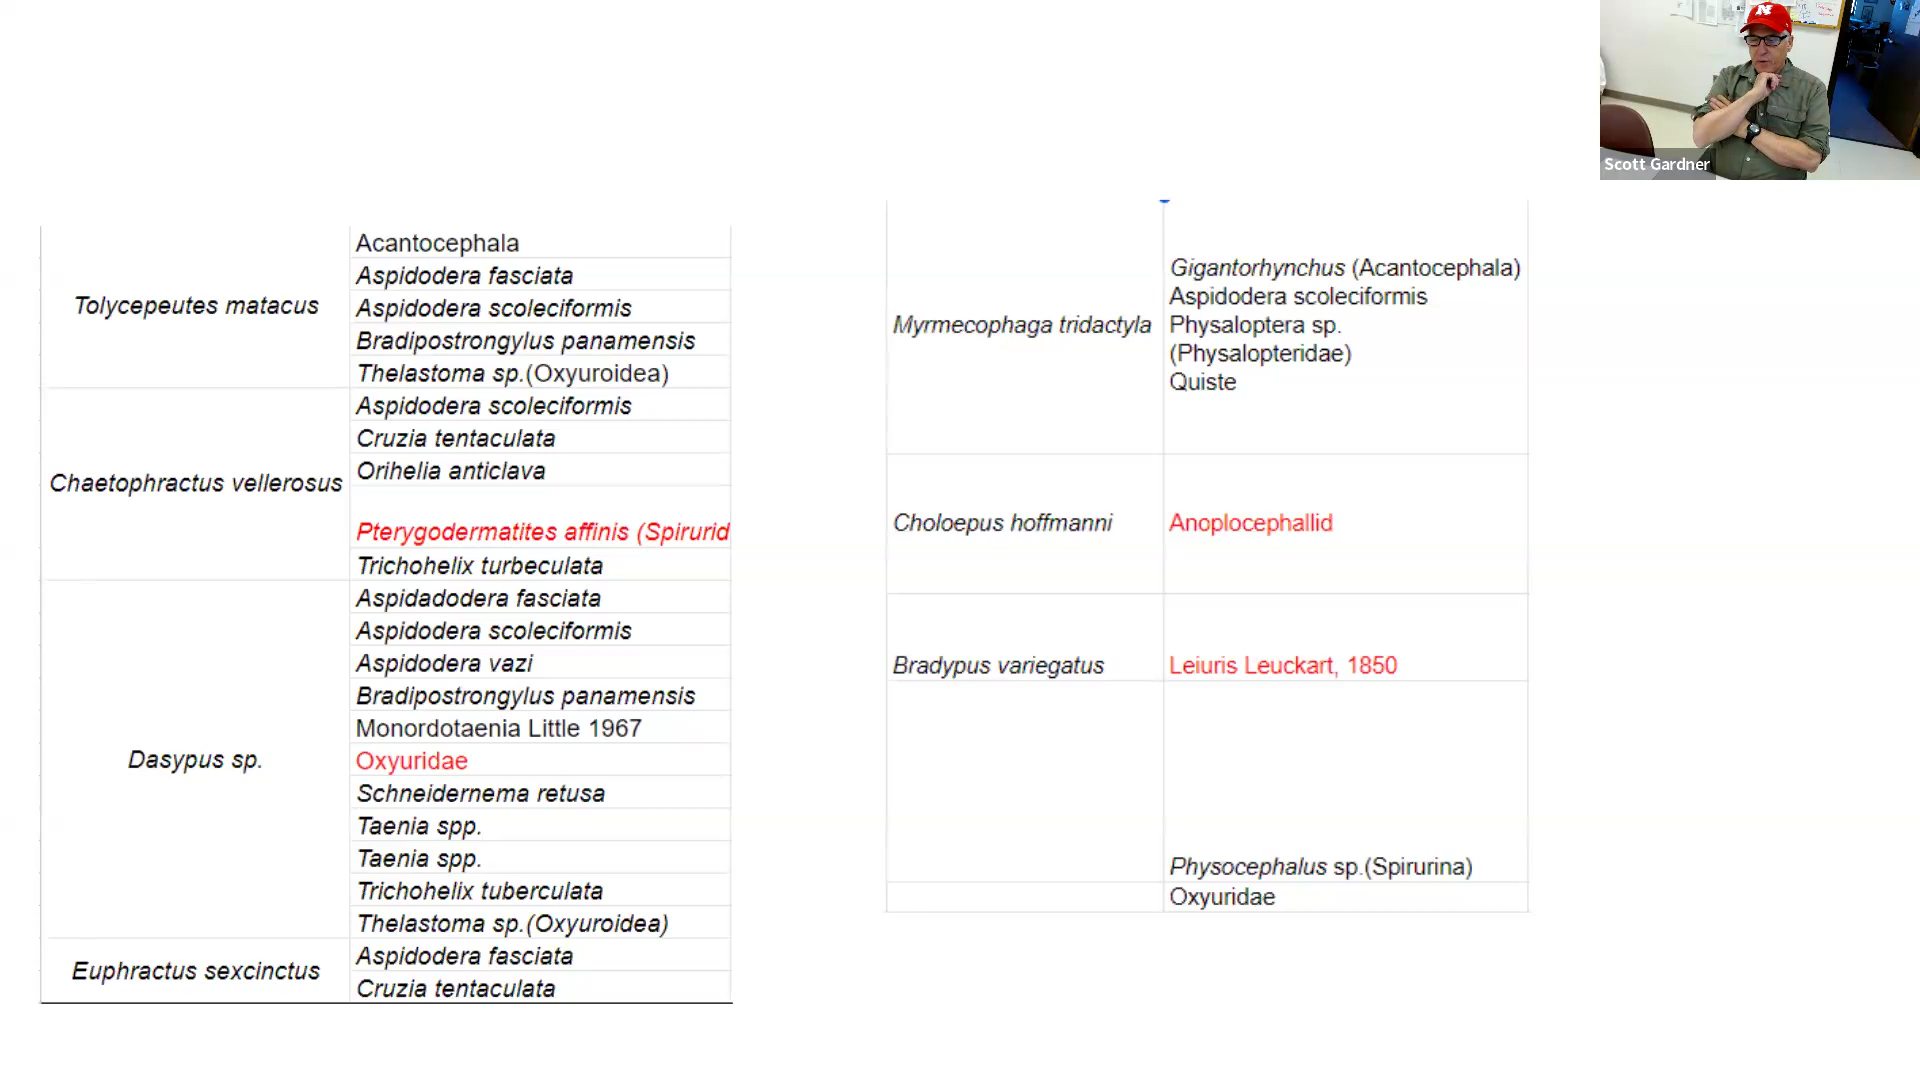 N
Scott Gardner
Tolycepeutes matacus
Acantocephala
Aspidodera fasciata
Aspidodera scoleciformis
Bradipostrongylus panamensis
Thelastoma sp.(Oxyuroidea)
Chaetophractus vellerosus
Aspidodera scoleciformis
Cruzia tentaculata
Orihelia anticlava
Pterygodermatites affinis (Spirurid
Trichohelix turbeculata
Dasypus sp.
Aspidadodera fasciata
Aspidodera scoleciformis
Aspidodera vazi
Bradipostrongylus panamensis
Monordotaenia Little 1967
Oxyuridae
Schneidernema retusa
Taenia spp.
Taenia spp.
Trichohelix tuberculata
Thelastoma sp.(Oxyuroidea)
Euphractus sexcinctus
Aspidodera fasciata
Cruzia tentaculata
Myrmecophaga tridactyla
Gigantorhynchus (Acantocephala)
Aspidodera scoleciformis
Physaloptera sp.
(Physalopteridae)
Quiste
Choloepus hoffmanni
Anoplocephallid
Bradypus variegatus
Leiuris Leuckart, 1850
Physocephalus sp.(Spirurina)
Oxyuridae